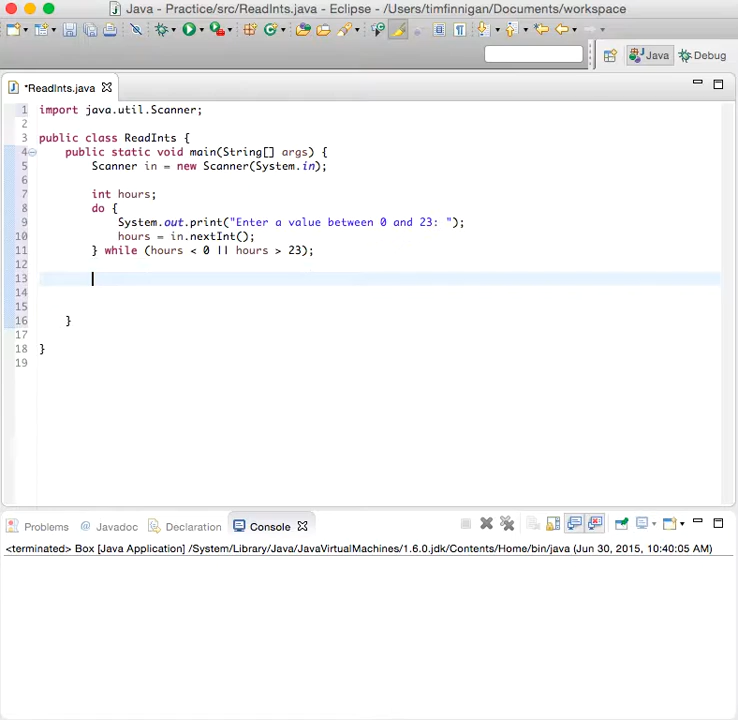 Java - Practice/src/ReadInts.java - Eclipse - /Users/timfinnigan/Documents/workspace
Java Debug
*ReadInts.java
1 import java.util.Scanner;
2
3 public class ReadInts {
4 public static void main(String[] args) {
5 Scanner in = new Scanner(System.in);
6
7 int hours;
8 do {
9 System.out.print("Enter a value between 0 and 23: ");
10 hours = in.nextInt();
11 } while (hours < 0 || hours > 23);
12
13
14
15
16 }
17
18 }
19
Problems @ Javadoc Declaration Console
<terminated> Box [Java Application] /System/Library/Java/JavaVirtualMachines/1.6.0.jdk/Contents/Home/bin/java (Jun 30, 2015, 10:40:05 AM)